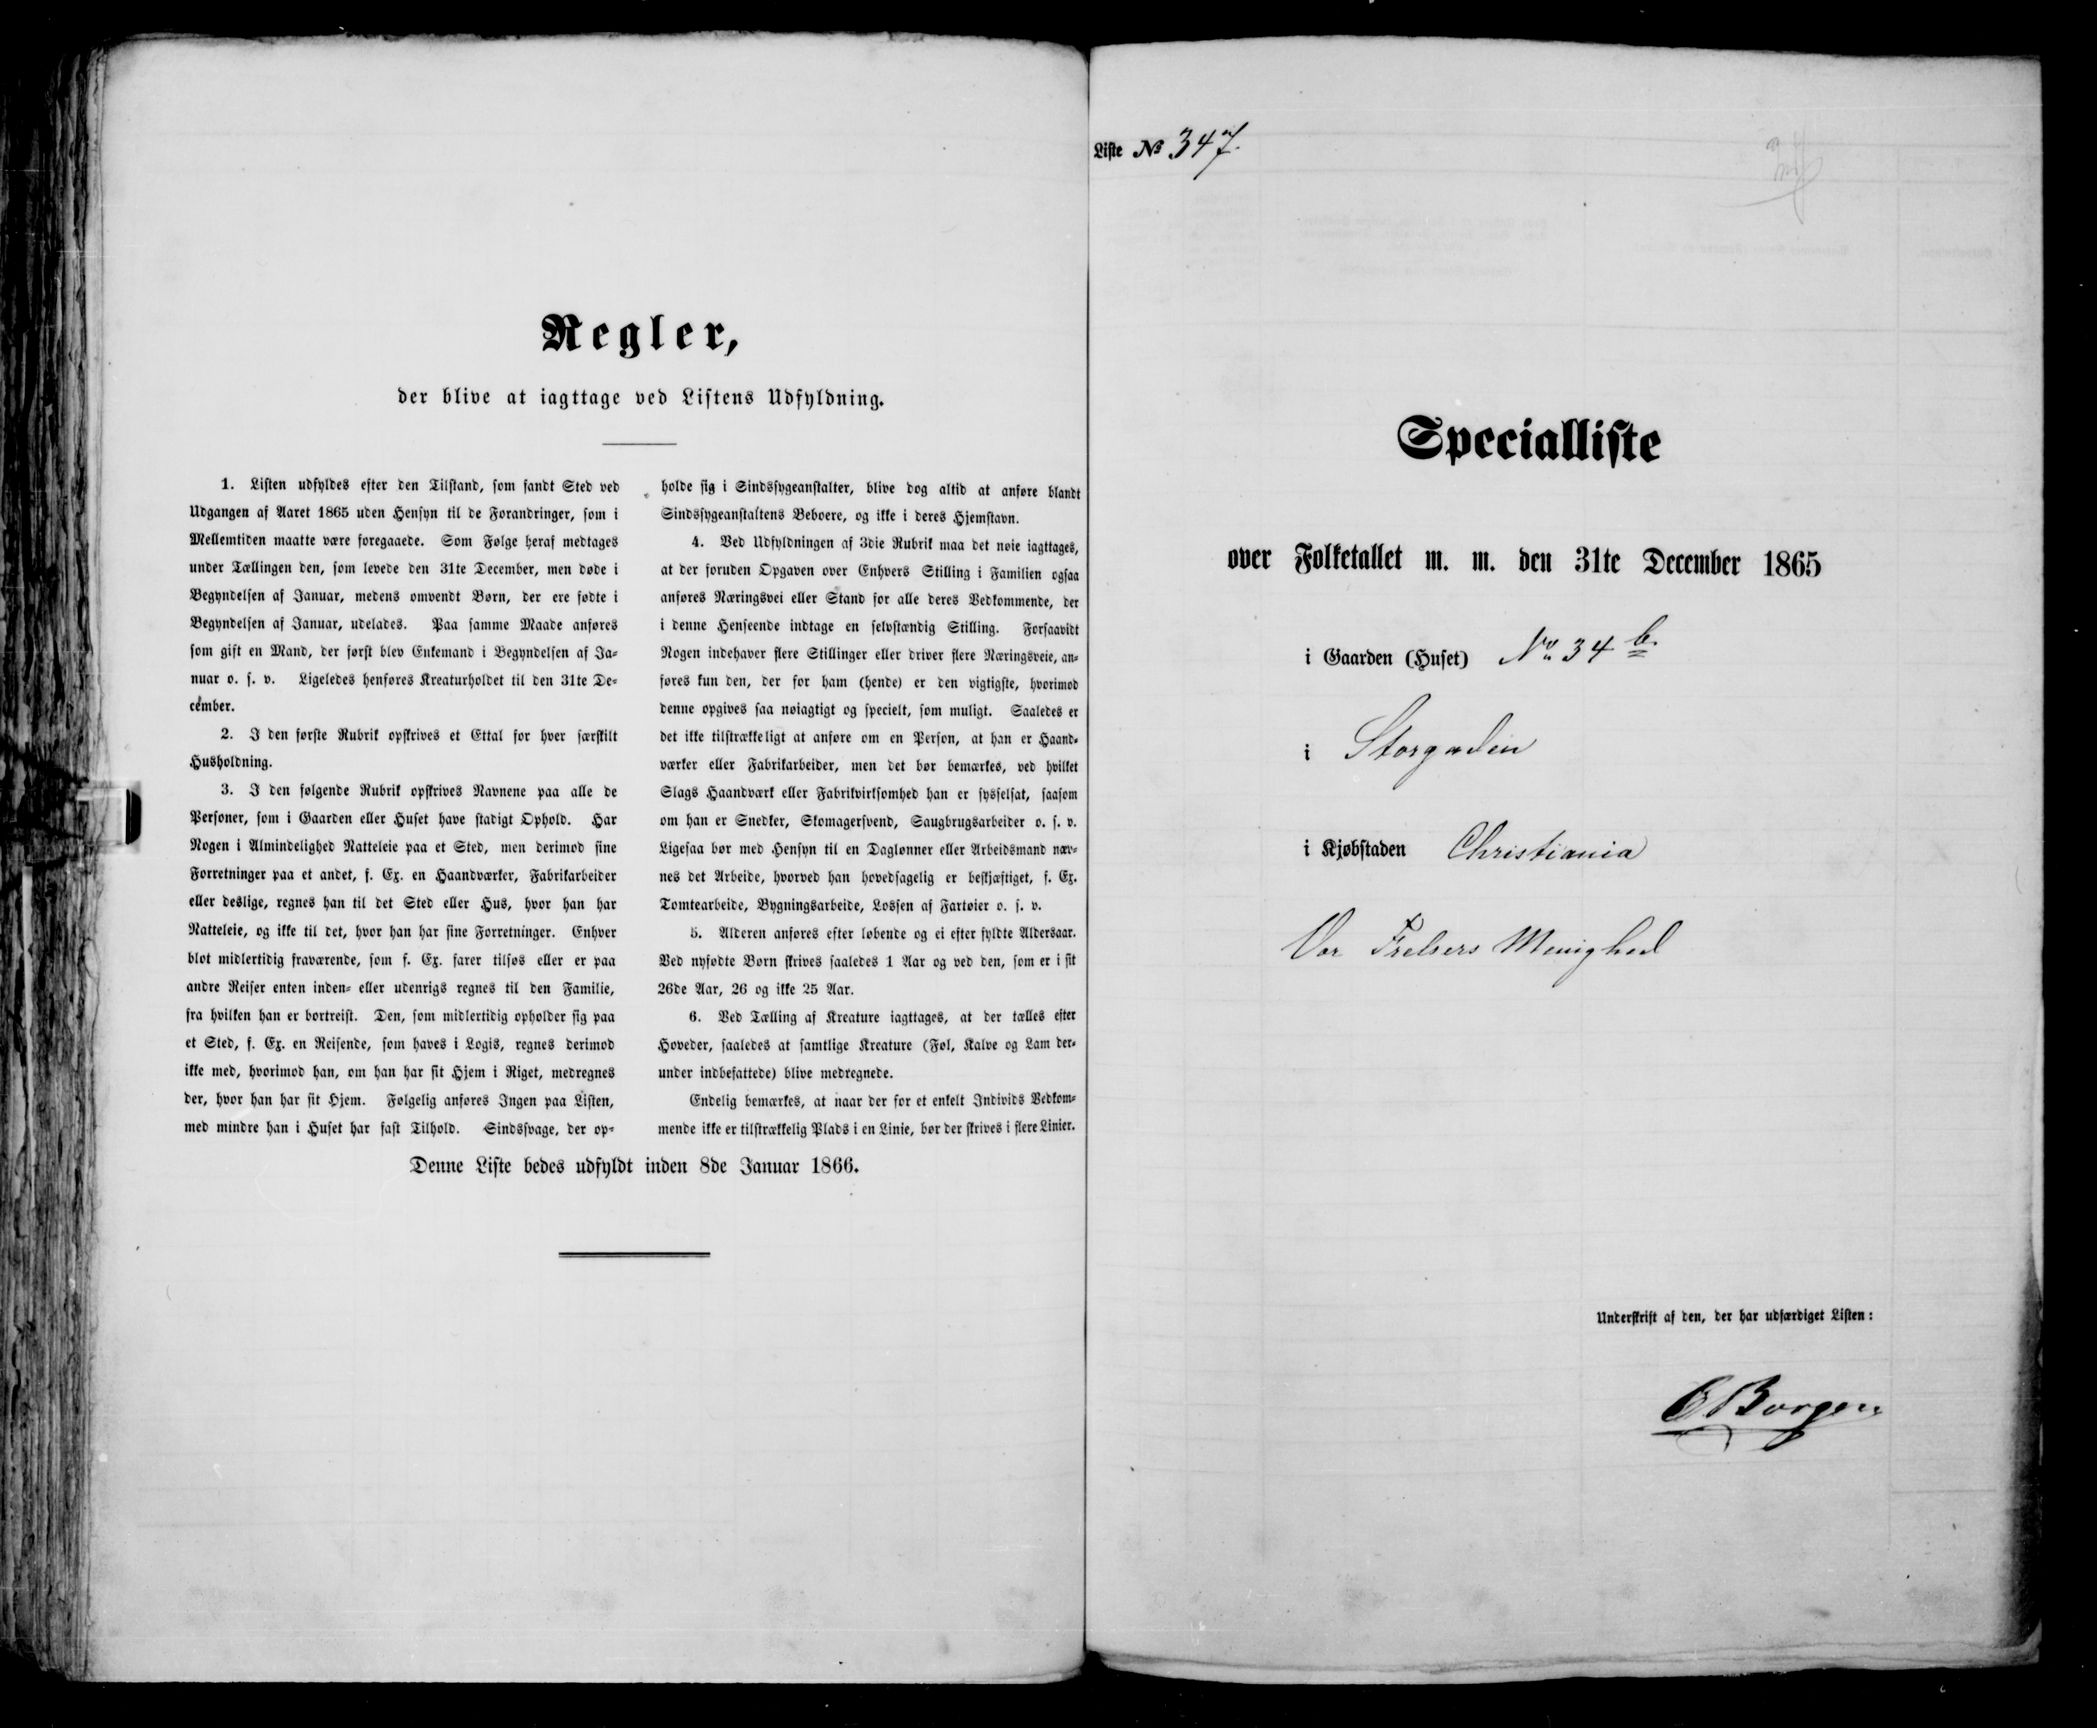 Regler,
der blive at iagttage ved Listens Udfyldning.
1. Listen udfyldes efter den Tilstand, som fandt Sted ved
Udgangen af Aaret 1865 uden Hensyn til de Forandringer, som i
Mellemtiden maatte være foregaaede. Som Følge heraf medtages
under Tællingen den, som levede den 31te December, men døde i
Begyndelsen af Januar, medens omvendt Børn, der ere fødte i
Begyndelsen af Januar, udelades. Paa samme Maade anføres
som gift en Mand, der først blev Enkemand i Begyndelsen af Ja=
nuar o. s. v. Ligeledes henføres Kreaturholdet til den 31te De=
cember.
2. I den første Rubrik opskrives et Ettal for hver særskilt
Husholdning.
3. I den følgende Rubrik opskrives Navnene paa alle de
Personer, som i Gaarden eller Huset have stadigt Ophold. Har
Nogen i Almindelighed Natteleie paa et Sted, men derimod sine
Forretninger paa et andet, f. Ex. en Haandværker, Fabrikarbeider
eller deslige, regnes han til det Sted eller Hus, hvor han har
Natteleie, og ikke til det, hvor han har sine Forretninger. Enhver
blot midlertidig fraværende, som f. Ex. farer tilsøs eller er paa
andre Reiser enten inden= eller udenrigs regnes til den Familie,
fra hvilken han er bortreist. Den, som midlertidig opholder sig paa
et Sted, f. Ex. en Reisende, som haves i Logis, regnes derimod
ikke med, hvorimod han, om han har sit Hjem i Riget, medregnes
der, hvor han har sit Hjem. Følgelig anføres Ingen paa Listen,
med mindre han i Huset har fast Tilhold. Sindssvage, der op=
holde sig i Sindssygeanstalter, blive dog altid at anføre blandt
Sindssygeanstaltens Beboere, og ikke i deres Hjemstavn.
4. Ved Udfyldningen af 3die Rubrik maa det nøie iagttages,
at der foruden Opgaven over Enhvers Stilling i Familien ogsaa
anføres Næringsvei eller Stand for alle deres Vedkommende, der
i denne Henseende indtage en selvstændig Stilling. Forsaavidt
Nogen indehaver flere Stillinger eller driver flere Næringsveie, an=
føres kun den, der for ham (hende) er den vigtigste, hvorimod
denne opgives saa nøiagtigt og specielt, som muligt. Saaledes er
det ikke tilstrækkeligt at anføre om en Person, at han er Haand=
værker eller Fabrikarbeider, men det bør bemærkes, ved hvilket
Slags Haandværk eller Fabrikvirksomhed han er sysselsat, saasom
om han er Snedker, Skomagersvend, Saugbrugsarbeider o. s. v.
Ligesaa bør med Hensyn til en Daglønner eller Arbeidsmand næv=
nes det Arbeide, hvorved han hovedsagelig er beskjæftiget, f. Ex.
Tomtearbeide, Bygningsarbeide, Lossen af Fartøier o. s. v.
5. Alderen anføres efter løbende og ei efter fyldte Aldersaar.
Ved nyfødte Børn skrives saaledes 1 Aar og ved den, som er i sit
26de Aar, 26 og ikke 25 Aar.
6. Ved Tælling af Kreature iagttages, at der tælles efter
Hoveder, saaledes at samtlige Kreature (Føl, Kalve og Lam der=
under indbefattede) blive medregnede.
Endelig bemærkes, at naar der for et enkelt Individs Vedkom=
mende ikke er tilstrækkelig Plads i en Linie, bør der skrives i flere Linier.
Denne Liste bedes udfyldt inden 8de Januar 1866.
Liste № 347.
Specialliste
over Folketallet m. m. den 31te December 1865
i Gaarden (Huset) No 34 b.
i Storgaden
i Kjøbstaden Christiania
Vor Frelsers Menighed
Underskrift af den, der har udfærdiget Listen:
Borgen